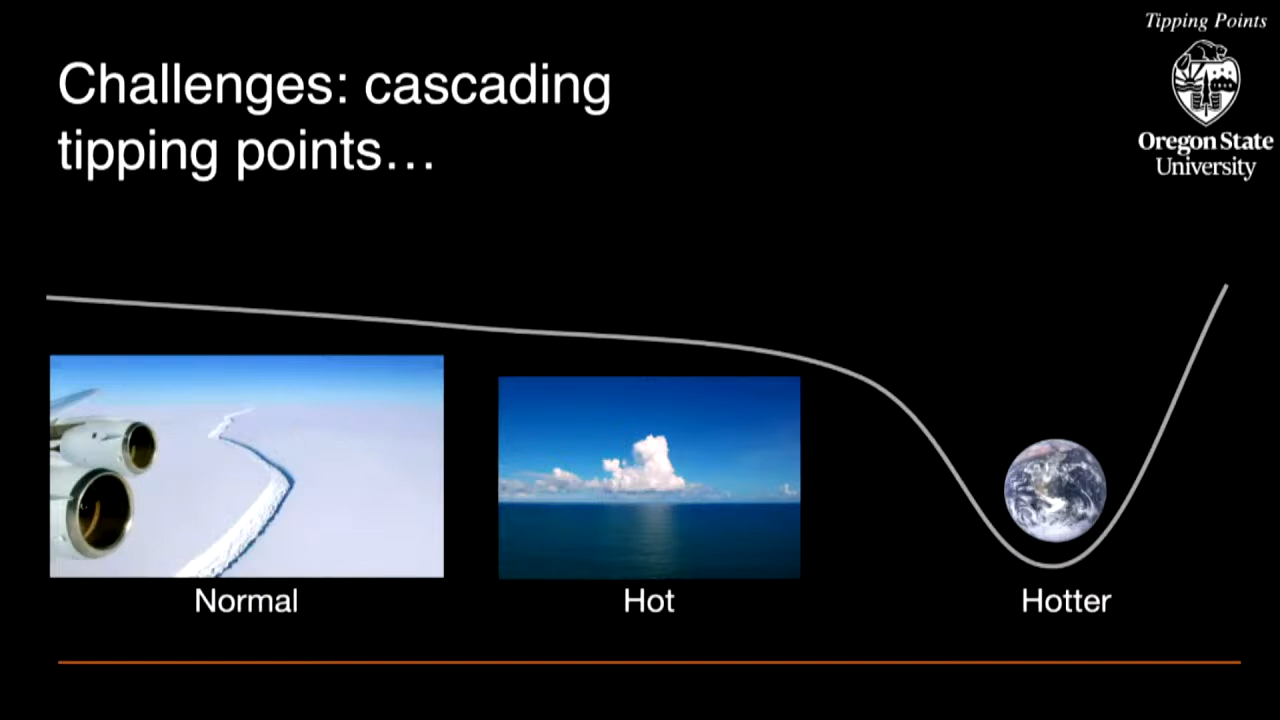 Tipping Points
Challenges: cascading
tipping points…
Oregon State
University
Normal
Hot
Hotter